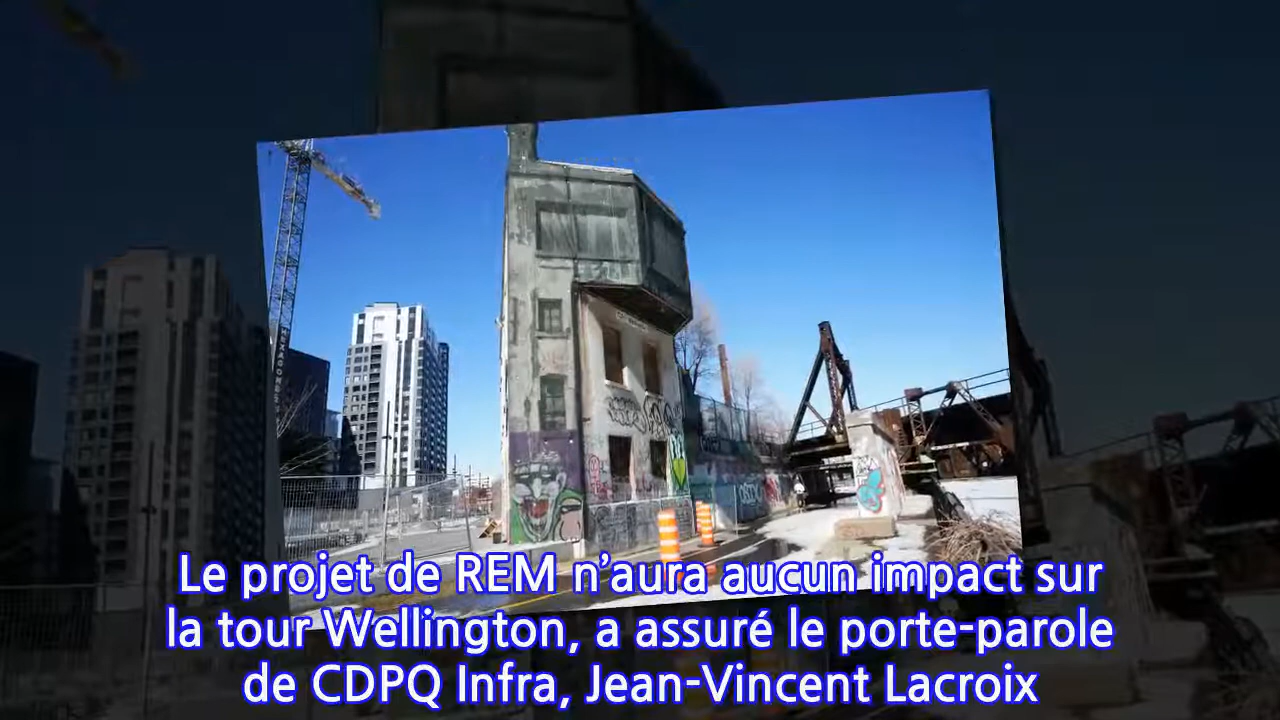 HEXAGONE
Le projet de REM n’aura aucun impact sur
la tour Wellington, a assuré le porte-parole
de CDPQ Infra, Jean-Vincent Lacroix